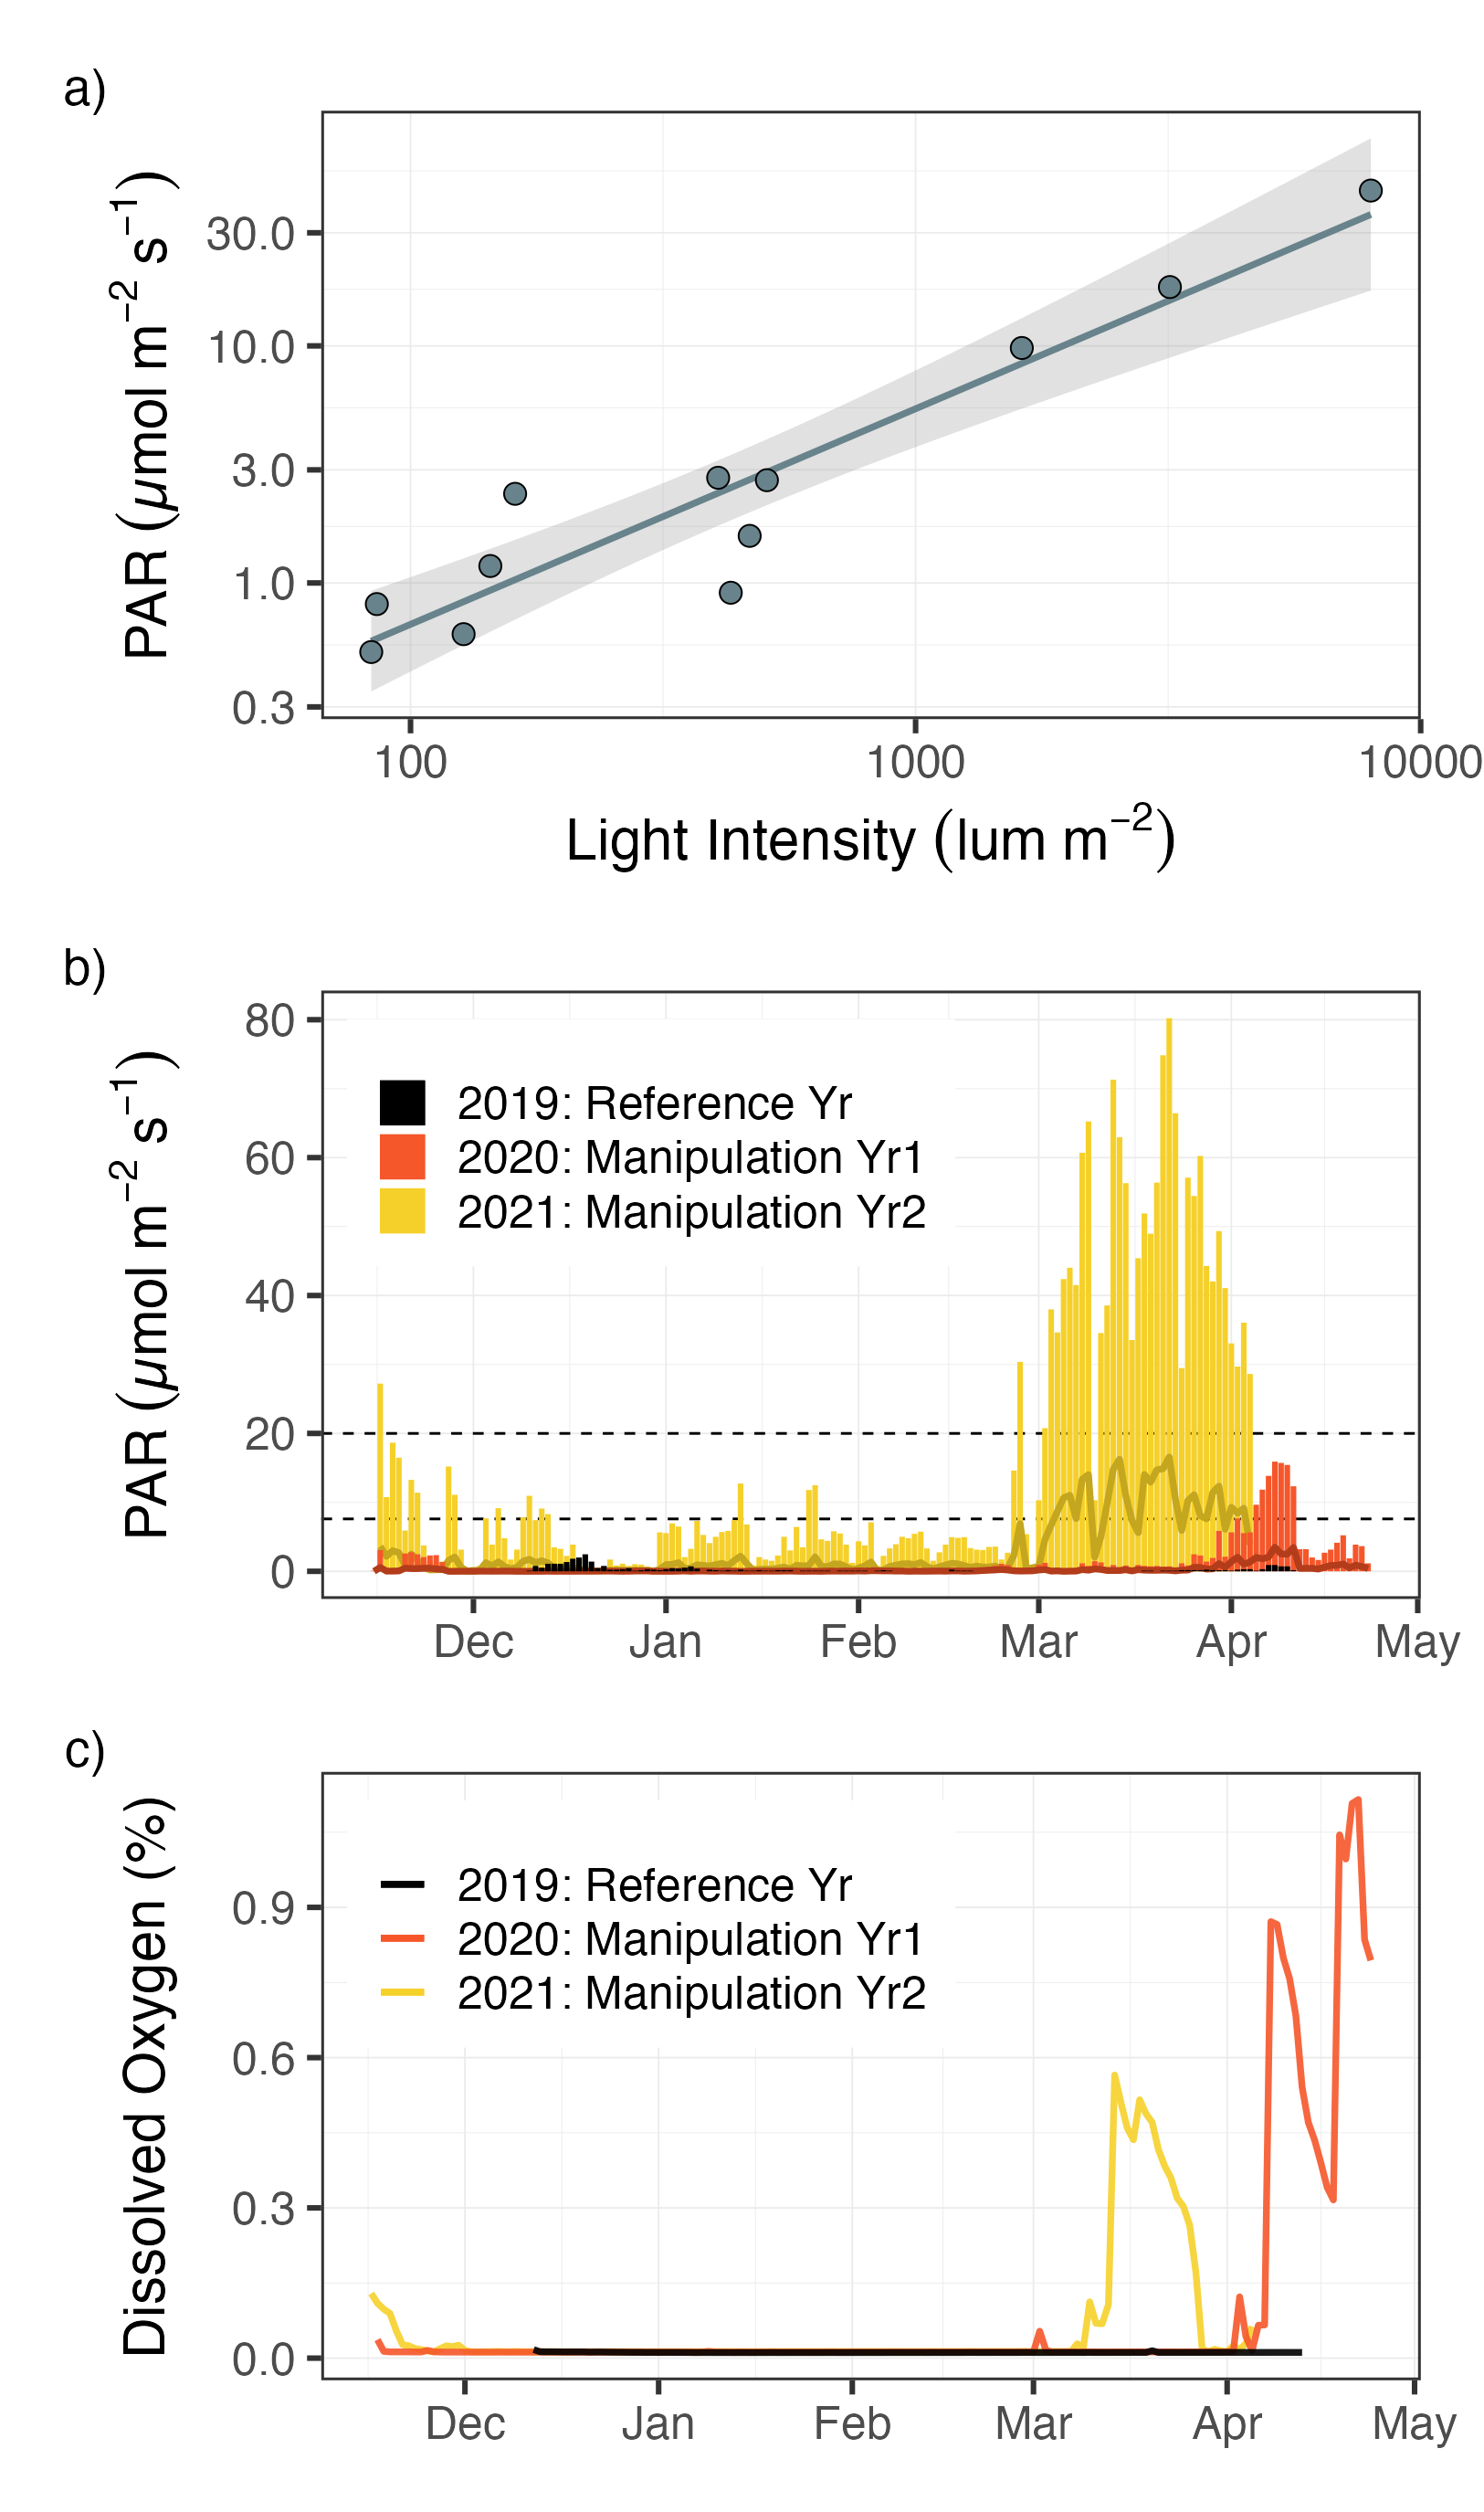 a)
PAR (µmol m⁻² s⁻¹)
30.0
10.0
3.0
1.0
0.3
100 1000 10000
Light Intensity (lum m⁻²)
b)
PAR (µmol m⁻² s⁻¹)
80
60
40
20
0
2019: Reference Yr
2020: Manipulation Yr1
2021: Manipulation Yr2
Dec Jan Feb Mar Apr May
c)
Dissolved Oxygen (%)
0.9
0.6
0.3
0.0
2019: Reference Yr
2020: Manipulation Yr1
2021: Manipulation Yr2
Dec Jan Feb Mar Apr May